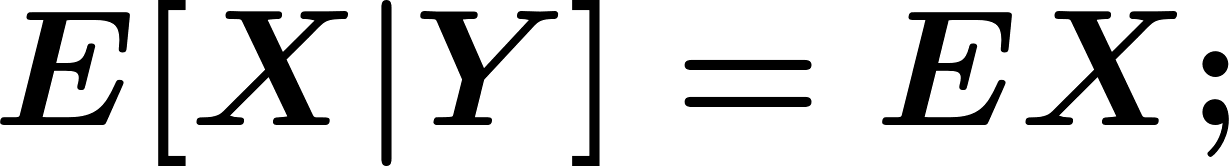 E[X|Y] = EX;